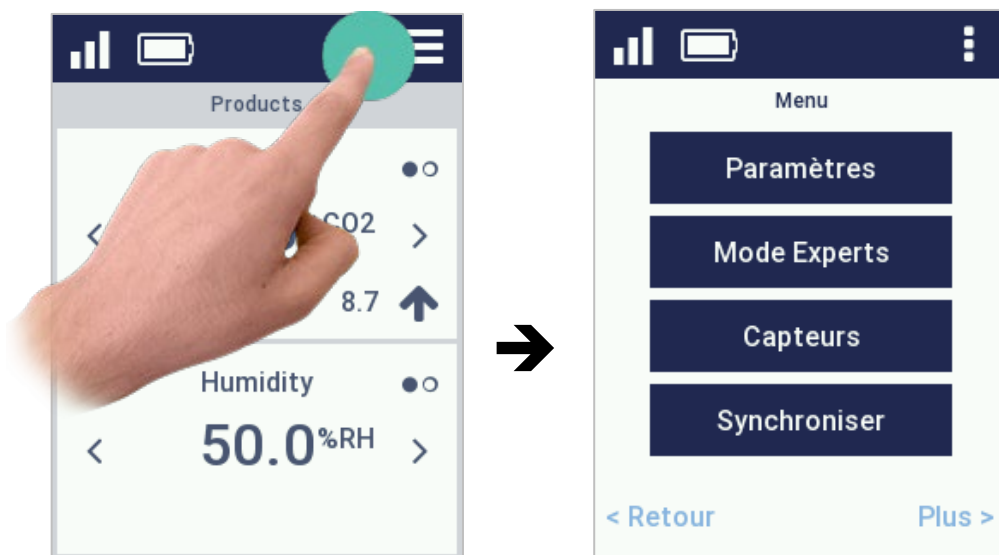 Products
CO2
8.7
Humidity
50.0%RH
Menu
Paramètres
Mode Experts
Capteurs
Synchroniser
< Retour
Plus >